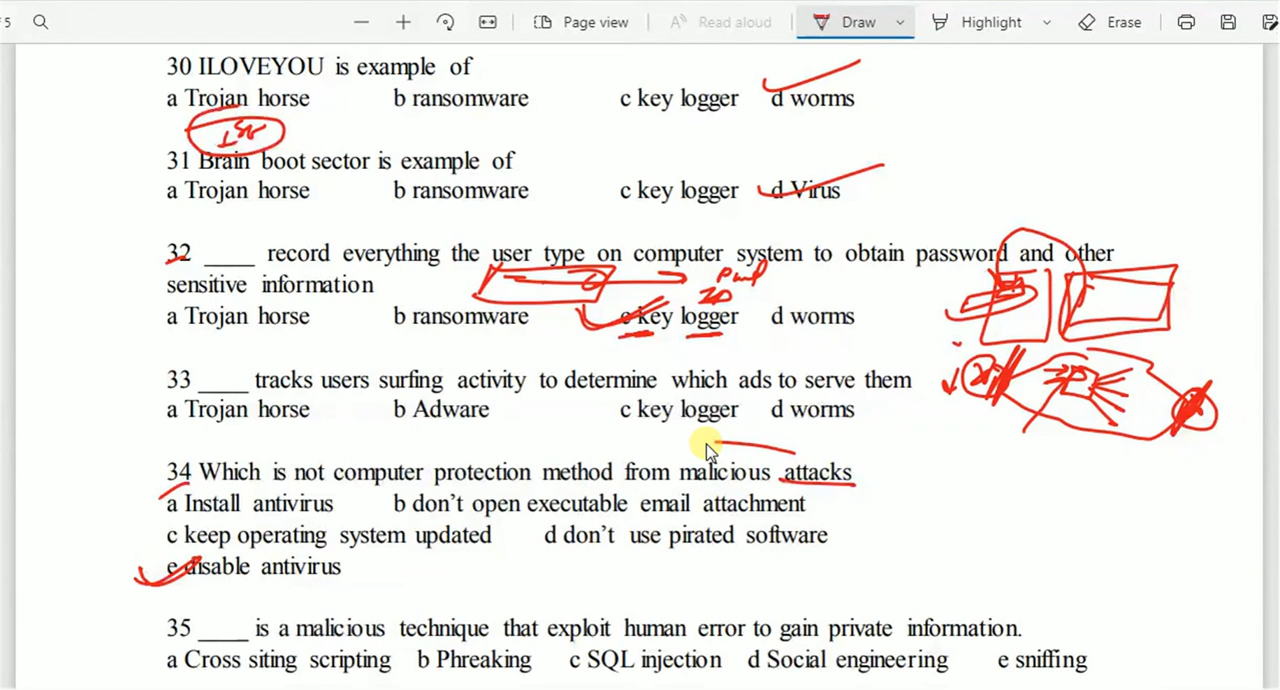 5
Page view
Read aloud
Draw
Highlight
Erase
30 ILOVEYOU is example of
a Trojan horse b ransomware c key logger d worms
1st
31 Brain boot sector is example of
a Trojan horse b ransomware c key logger d Virus
32 ____ record everything the user type on computer system to obtain password and other
sensitive information
a Trojan horse b ransomware c key logger d worms
33 ____ tracks users surfing activity to determine which ads to serve them
a Trojan horse b Adware c key logger d worms
34 Which is not computer protection method from malicious attacks
a Install antivirus b don’t open executable email attachment
c keep operating system updated d don’t use pirated software
e disable antivirus
35 ____ is a malicious technique that exploit human error to gain private information.
a Cross siting scripting b Phreaking c SQL injection d Social engineering e sniffing